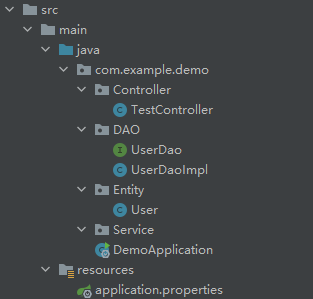 src
main
java
com.example.demo
Controller
TestController
DAO
UserDao
UserDaoImpl
Entity
User
Service
DemoApplication
resources
application.properties